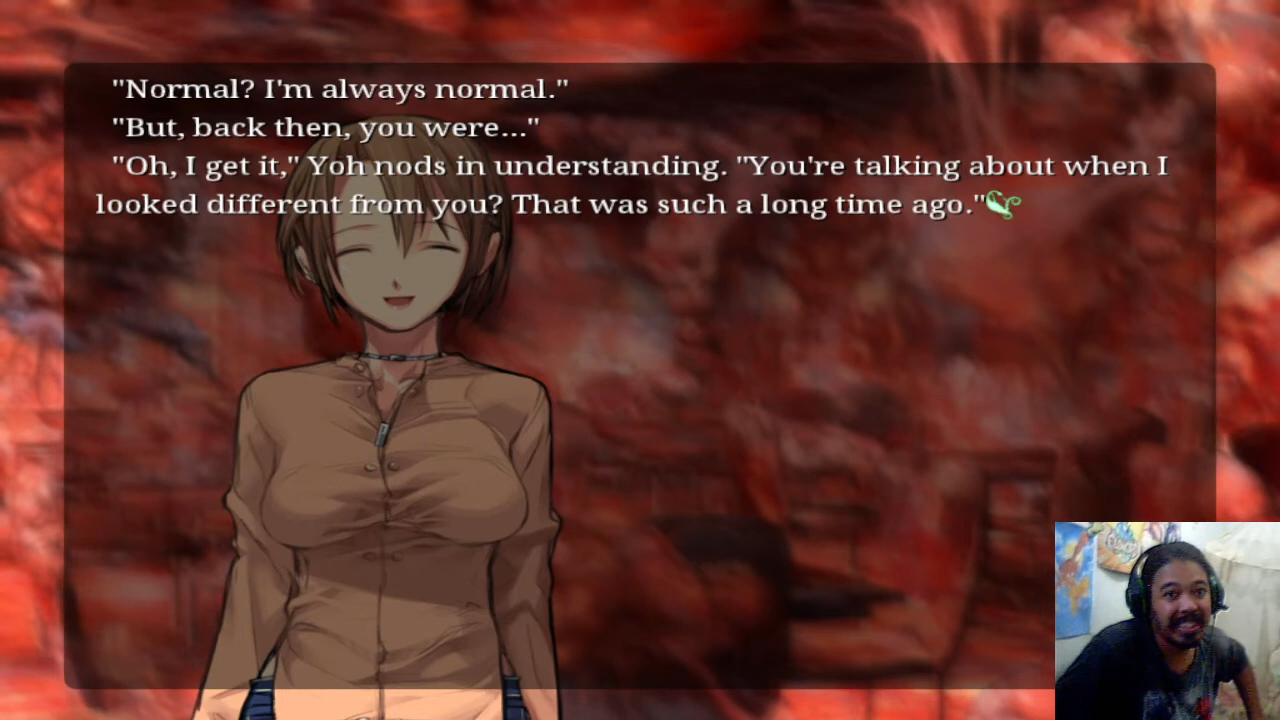 "Normal? I'm always normal."
"But, back then, you were..."
"Oh, I get it," Yoh nods in understanding. "You're talking about when I
looked different from you? That was such a long time ago."